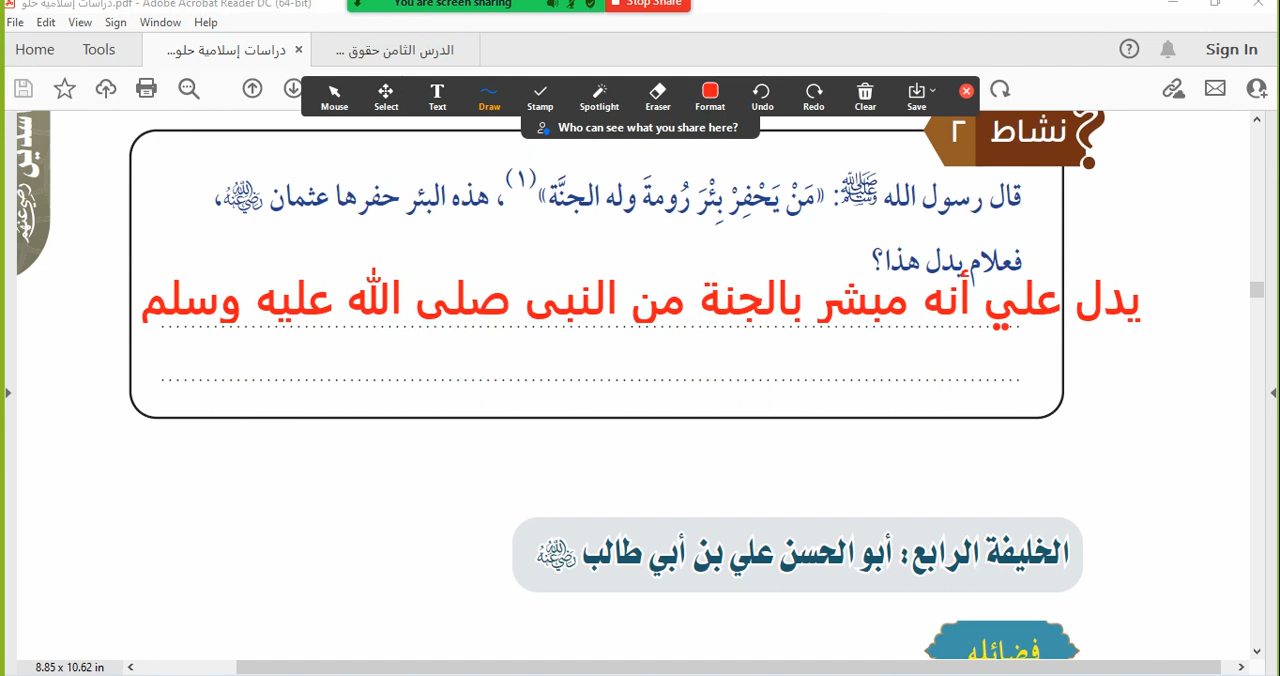 دراسات إسلامية حلو.pdf - Adobe Acrobat Reader DC (64-bit)
You are screen sharing
Stop Share
File Edit View Sign Window Help
Home Tools
دراسات إسلامية حلو... ×
الدرس الثامن حقوق ...
Sign In
Mouse Select Text Draw Stamp Spotlight Eraser Format Undo Redo Clear Save
Who can see what you share here?
نشاط ٢
قال رسول الله ﷺ: «مَنْ يَحْفِرْ بِئْرَ رُومةَ وله الجنَّة»(١)، هذه البئر حفرها عثمان رضي الله عنه،
فعلام يدل هذا؟
يدل علي أنه مبشر بالجنة من النبى صلى الله عليه وسلم
الخليفة الرابع: أبو الحسن علي بن أبي طالب رضي الله عنه
فضائله
8.85 x 10.62 in